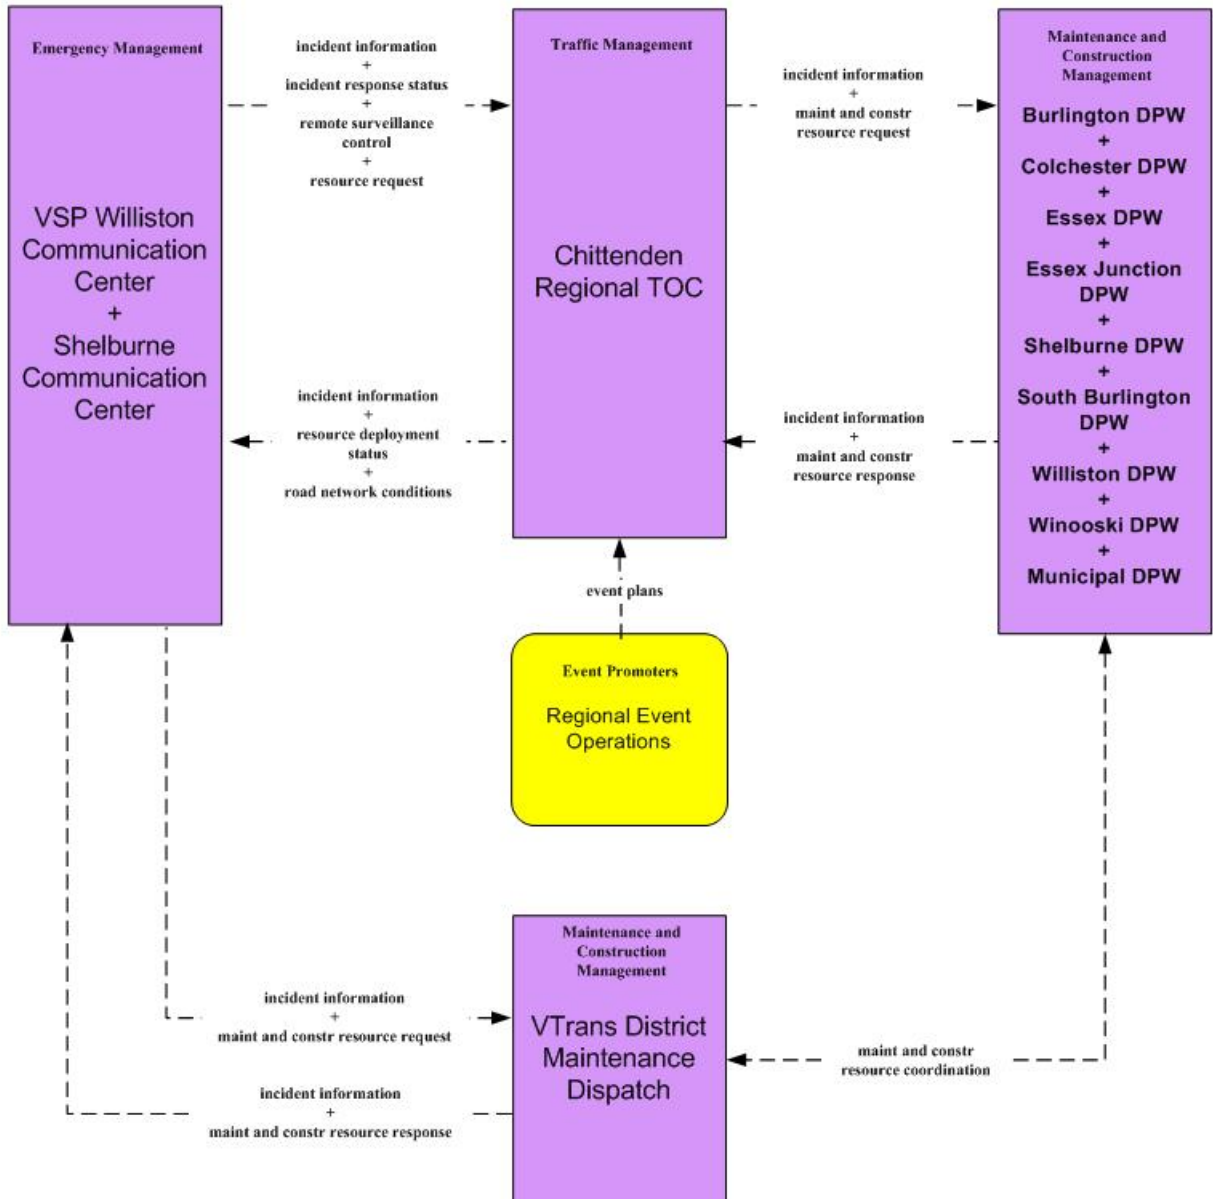 Emergency Management
VSP Williston
Communication
Center
+
Shelburne
Communication
Center
incident information
+
incident response status
+
remote surveillance
control
+
resource request
incident information
+
resource deployment
status
+
road network conditions
Traffic Management
Chittenden
Regional TOC
incident information
+
maint and constr
resource request
incident information
+
maint and constr
resource response
Maintenance and
Construction
Management
Burlington DPW
+
Colchester DPW
+
Essex DPW
+
Essex Junction
DPW
+
Shelburne DPW
+
South Burlington
DPW
+
Williston DPW
+
Winooski DPW
+
Municipal DPW
event plans
Event Promoters
Regional Event
Operations
incident information
+
maint and constr resource request
incident information
+
maint and constr resource response
Maintenance and
Construction
Management
VTrans District
Maintenance
Dispatch
maint and constr
resource coordination